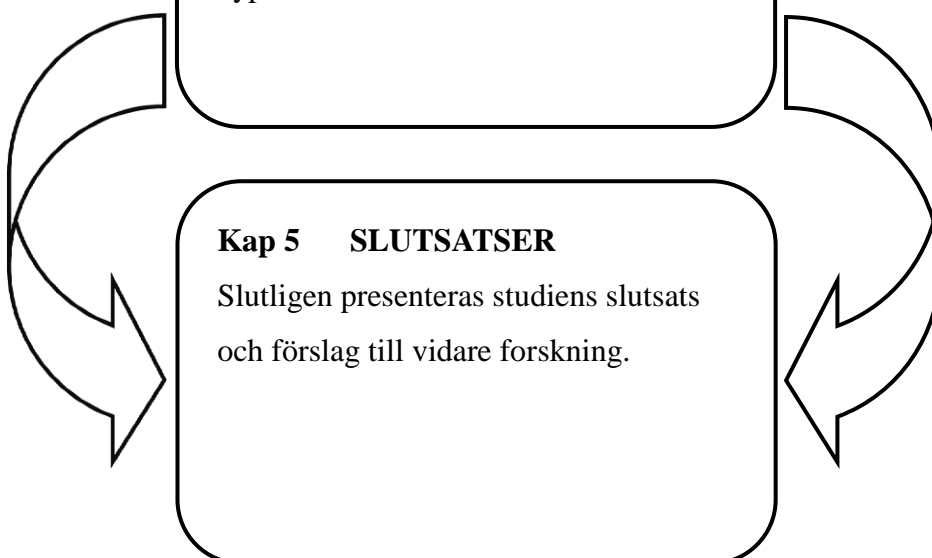 Kap 5 SLUTSATSER
Slutligen presenteras studiens slutsats
och förslag till vidare forskning.